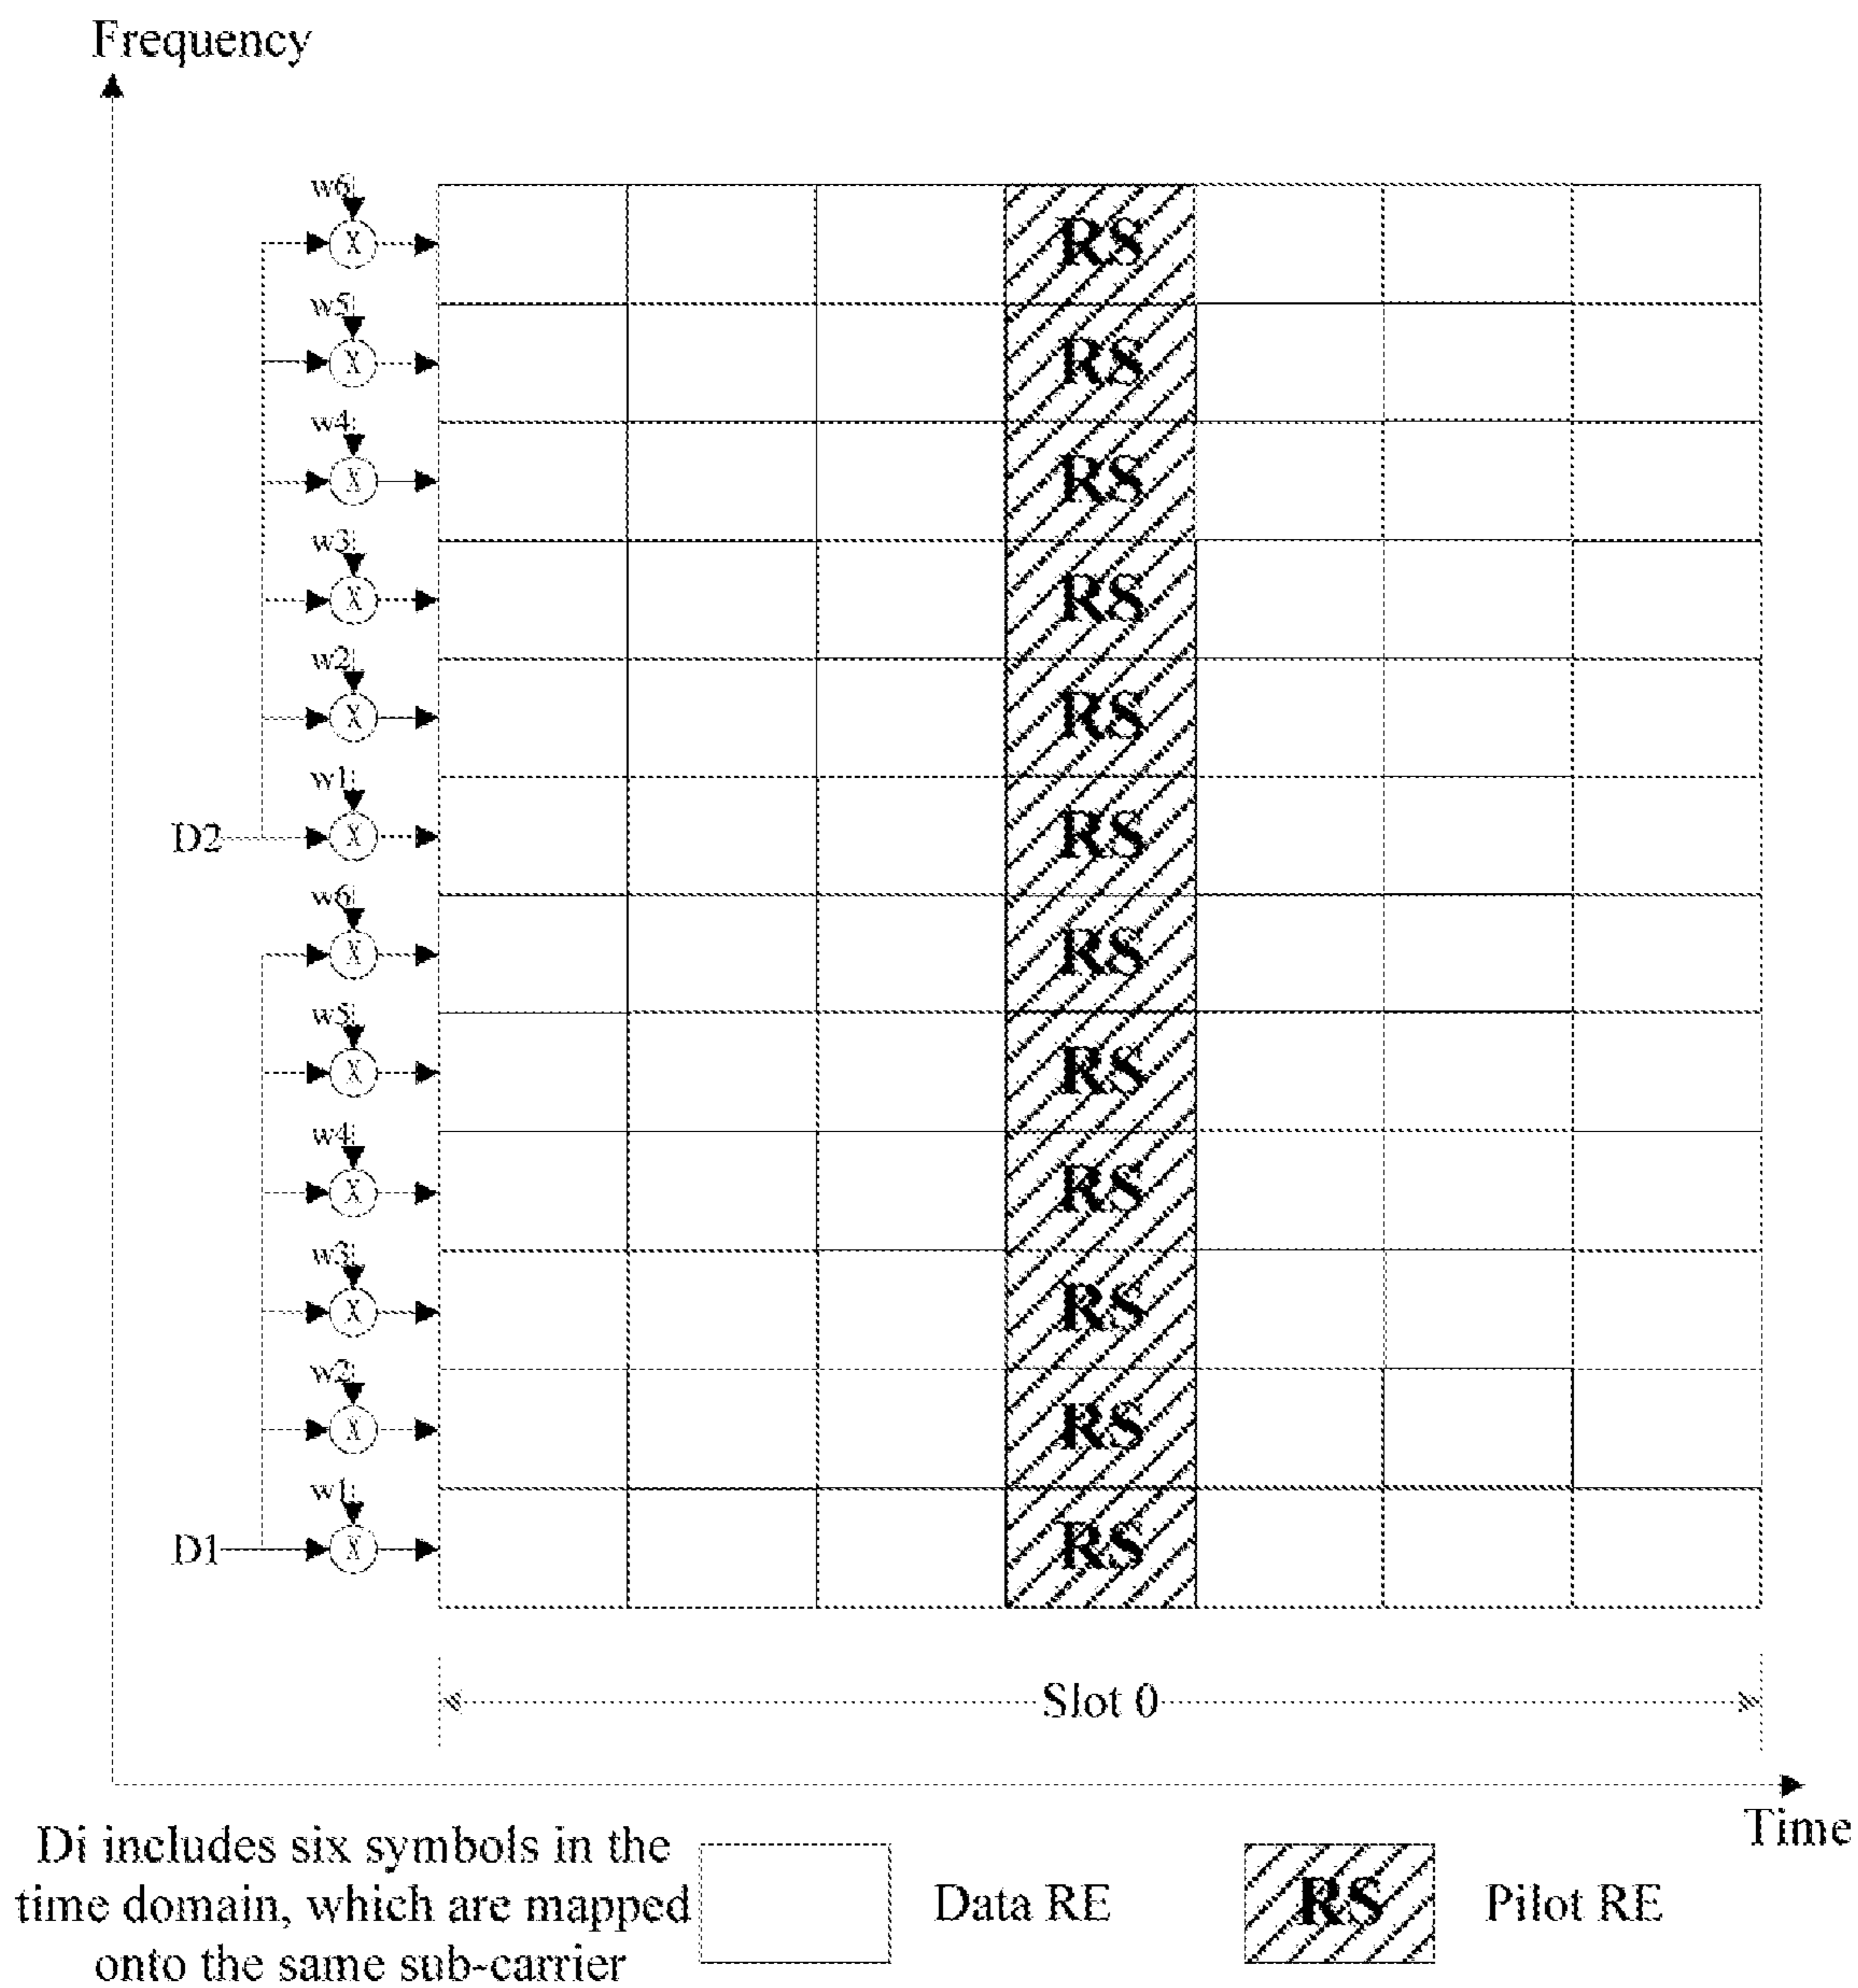 Frequency
w6
X
RS
w5
X
RS
w4
X
RS
w3
X
RS
w2
X
RS
w1
D2
X
RS
w6
X
RS
w5
X
RS
w4
X
RS
w3
X
RS
w2
X
RS
w1
D1
X
RS
Slot 0
Time
Di includes six symbols in the
time domain, which are mapped
onto the same sub-carrier
Data RE
RS
Pilot RE